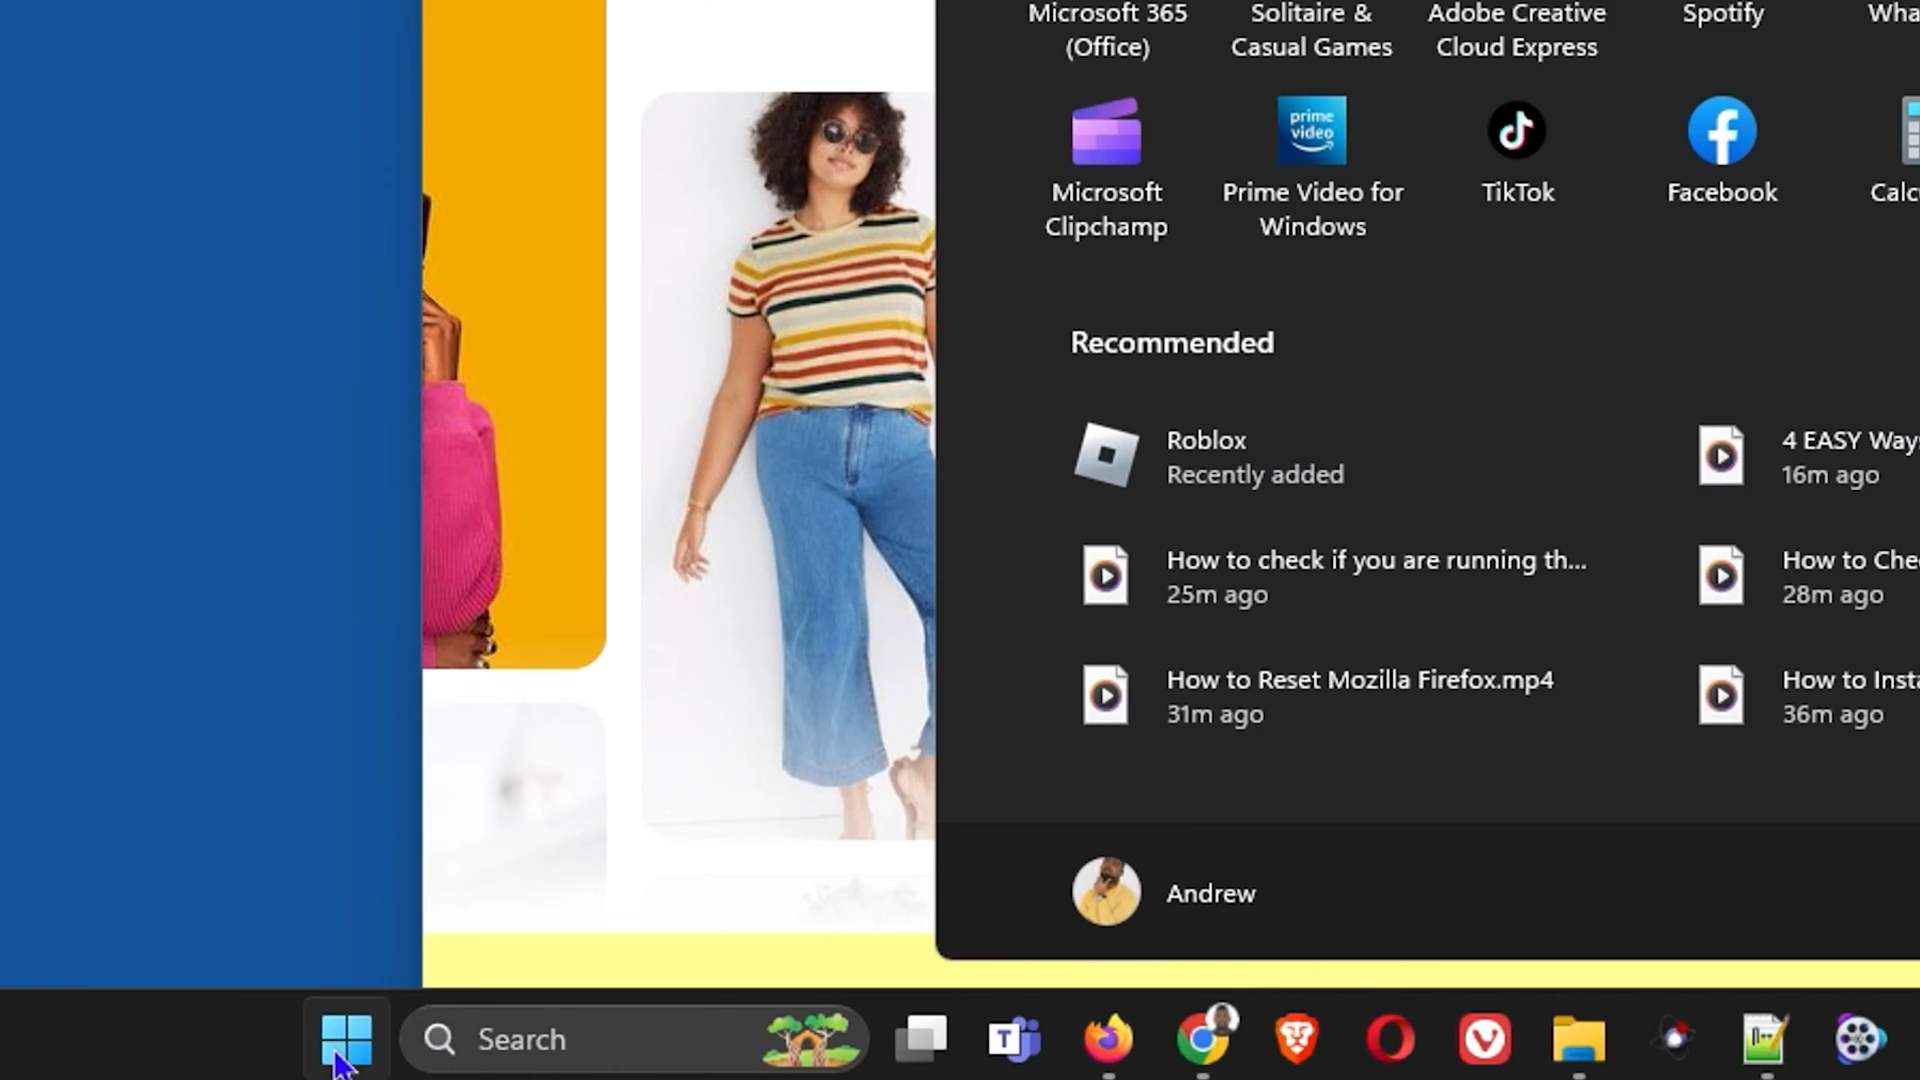 Microsoft 365
(Office)
Solitaire &
Casual Games
Adobe Creative
Cloud Express
Spotify
Wha
prime
video
Microsoft
Clipchamp
Prime Video for
Windows
TikTok
Facebook
Calc
Recommended
Roblox
Recently added
4 EASY Way
16m ago
How to check if you are running th...
25m ago
How to Che
28m ago
How to Reset Mozilla Firefox.mp4
31m ago
How to Insta
36m ago
Andrew
Search
T